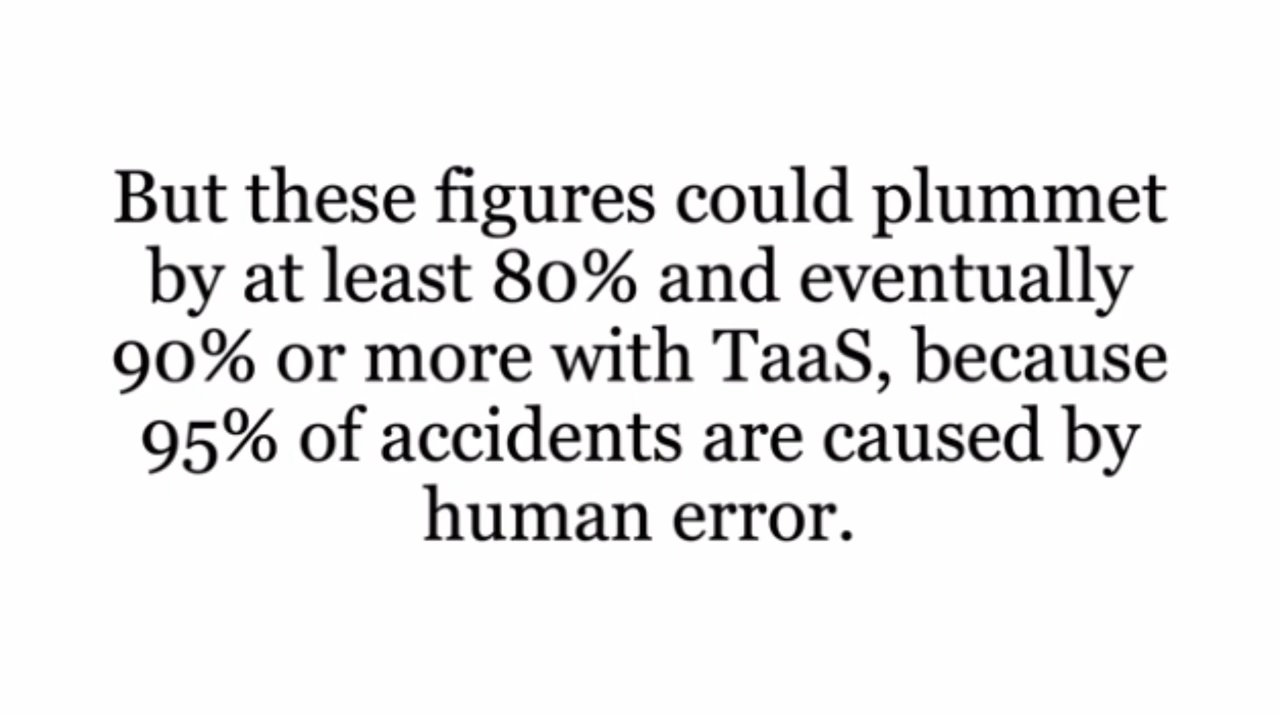 But these figures could plummet
by at least 80% and eventually
90% or more with TaaS, because
95% of accidents are caused by
human error.